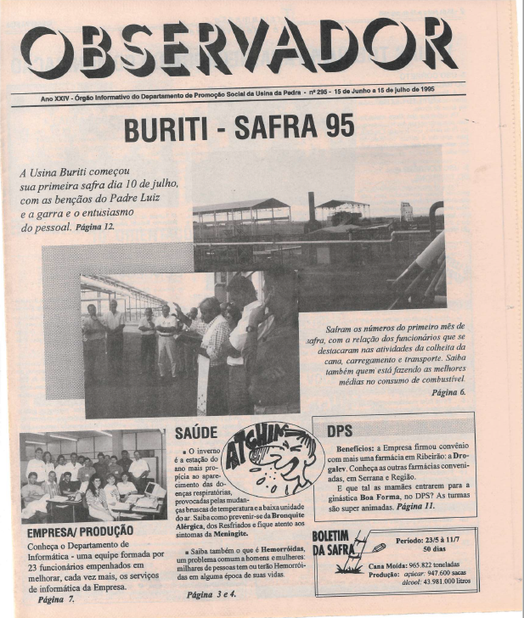 OBSERVADOR
Ano XXIV - Órgão Informativo do Departamento de Promoção Social da Usina da Pedra - nº 295 - 15 de Junho a 15 de julho de 1995
BURITI - SAFRA 95
A Usina Buriti começou
sua primeira safra dia 10 de julho,
com as bençãos do Padre Luiz
e a garra e o entusiasmo
do pessoal. Página 12.
Saíram os números do primeiro mês de
safra, com a relação dos funcionários que se
destacaram nas atividades da colheita da
cana, carregamento e transporte. Saiba
também quem está fazendo as melhores
médias no consumo de combustível.
Página 6.
EMPRESA/ PRODUÇÃO
Conheça o Departamento de
Informática - uma equipe formada por
23 funcionários empenhados em
melhorar, cada vez mais, os serviços
de informática da Empresa.
Página 7.
SAÚDE
O inverno
é a estação do
ano mais pro-
pícia ao apare-
cimento das do-
enças respiratórias,
provocadas pelas mudan-
ças bruscas de temperatura e a baixa umidade
do ar. Saiba como prevenir-se da Bronquite
Alérgica, dos Resfriados e fique atento aos
sintomas da Meningite.
Saiba também o que é Hemorróidas,
um problema comum a homens e mulheres:
milhares de pessoas tem ou terão Hemorrói-
das em alguma época de suas vidas.
Página 3 e 4.
ATCHIM
DPS
Benefícios: a Empresa firmou convênio
com mais uma farmácia em Ribeirão: a Dro-
galev. Conheça as outras farmácias convenia-
das, em Serrana e Região.
E que tal as mamães entrarem para a
ginástica Boa Forma, no DPS? As turmas
são super animadas. Página 11.
BOLETIM
DA SAFRA
Período: 23/5 à 11/7
50 dias
Cana Moída: 965.822 toneladas
Produção: açúcar: 947.600 sacas
álcool: 43.981.000 litros